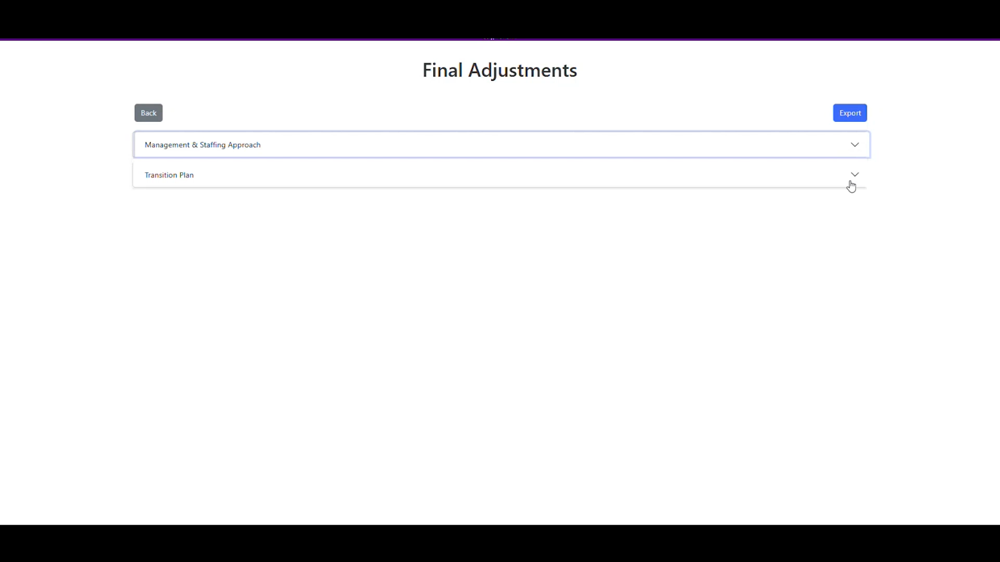 Final Adjustments
Back
Export
Management & Staffing Approach
Transition Plan